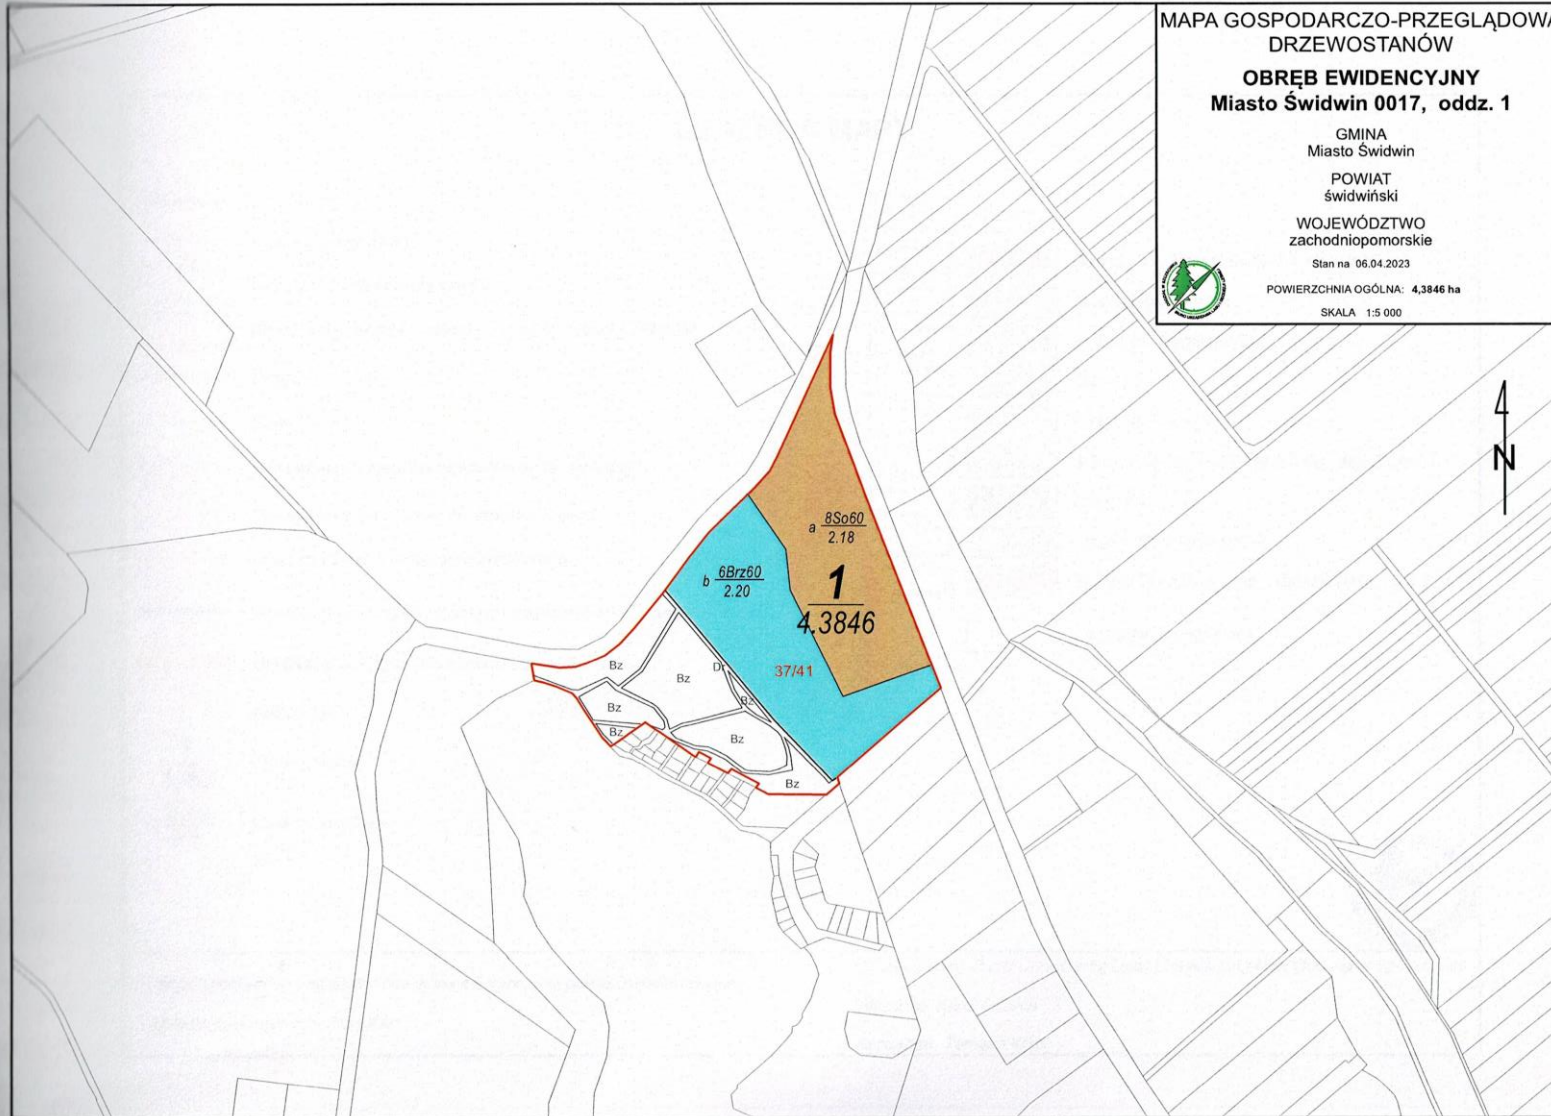 MAPA GOSPODARCZO-PRZEGLĄDOWA
DRZEWOSTANÓW
OBRĘB EWIDENCYJNY
Miasto Świdwin 0017, oddz. 1
GMINA
Miasto Świdwin
POWIAT
świdwiński
WOJEWÓDZTWO
zachodniopomorskie
Stan na 06.04.2023
POWIERZCHNIA OGÓLNA: 4,3846 ha
SKALA 1:5 000
N
a 8So60
2.18
b 6Brz60
2.20
1
4.3846
37/41
Bz
Bz
Dr
Bz
Bz
Bz
Bz
Bz